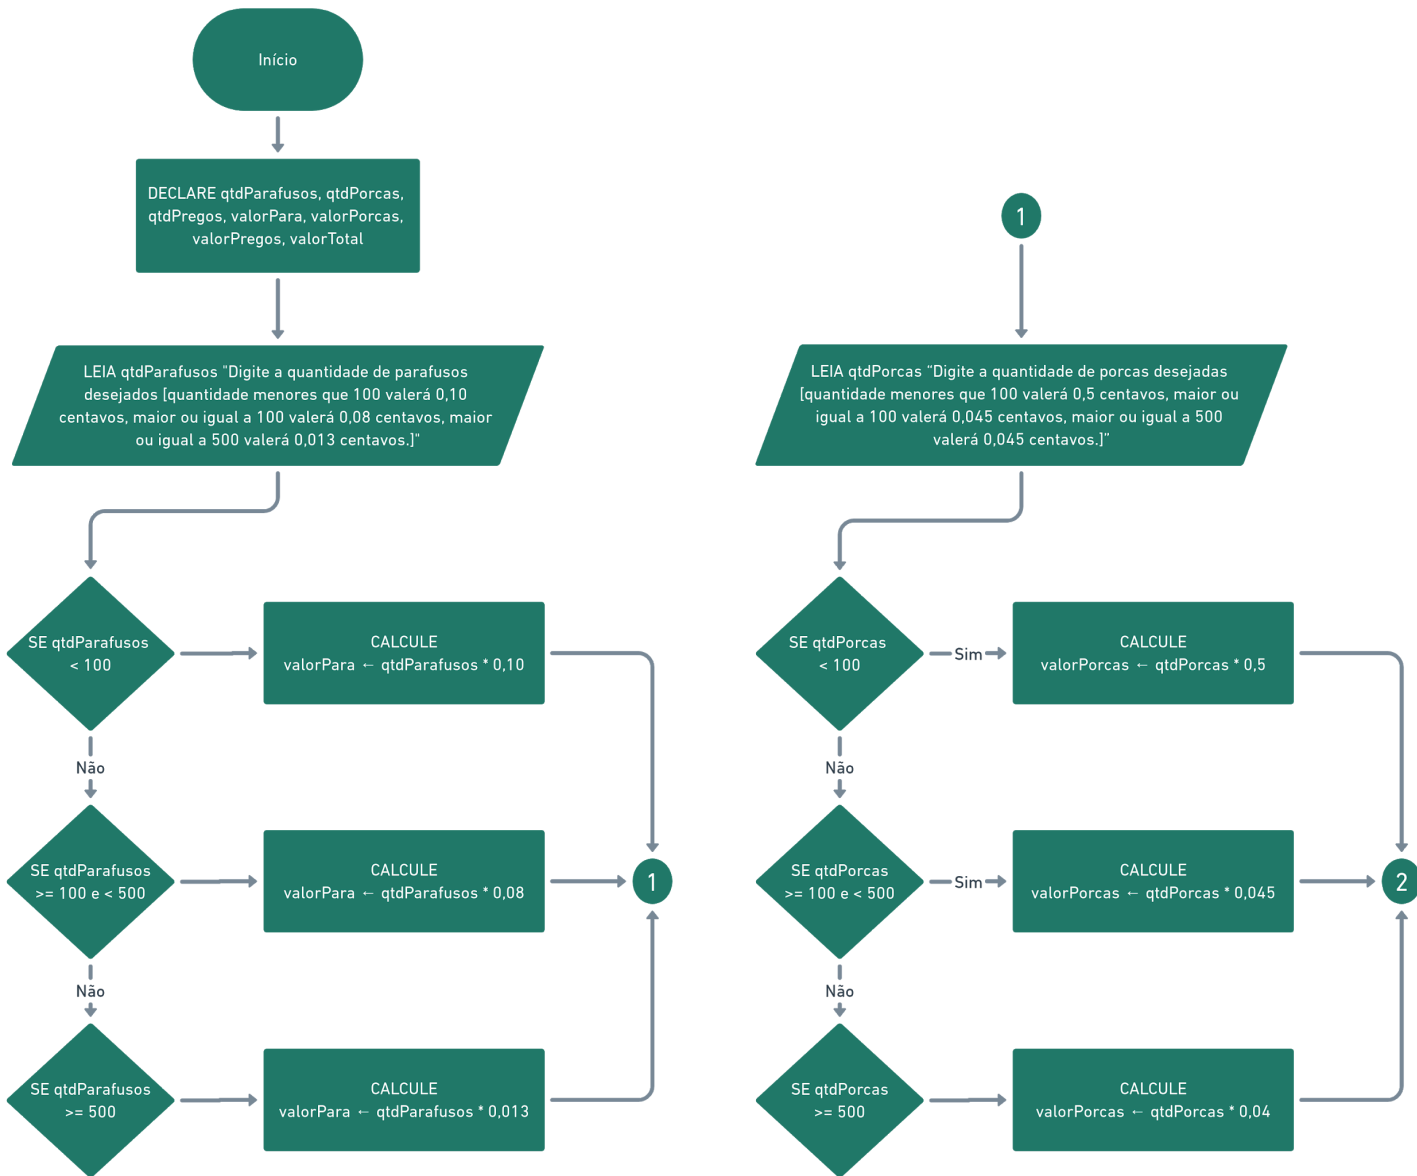 Início
DECLARE qtdParafusos, qtdPorcas,
qtdPregos, valorPara, valorPorcas,
valorPregos, valorTotal
LEIA qtdParafusos "Digite a quantidade de parafusos
desejados [quantidade menores que 100 valerá 0,10
centavos, maior ou igual a 100 valerá 0,08 centavos, maior
ou igual a 500 valerá 0,013 centavos.]"
SE qtdParafusos
< 100
CALCULE
valorPara ← qtdParafusos * 0,10
Não
SE qtdParafusos
>= 100 e < 500
CALCULE
valorPara ← qtdParafusos * 0,08
1
Não
SE qtdParafusos
>= 500
CALCULE
valorPara ← qtdParafusos * 0,013
1
LEIA qtdPorcas "Digite a quantidade de porcas desejadas
[quantidade menores que 100 valerá 0,5 centavos, maior ou
igual a 100 valerá 0,045 centavos, maior ou igual a 500
valerá 0,045 centavos.]"
SE qtdPorcas
< 100
Sim
CALCULE
valorPorcas ← qtdPorcas * 0,5
Não
SE qtdPorcas
>= 100 e < 500
Sim
CALCULE
valorPorcas ← qtdPorcas * 0,045
2
Não
SE qtdPorcas
>= 500
CALCULE
valorPorcas ← qtdPorcas * 0,04